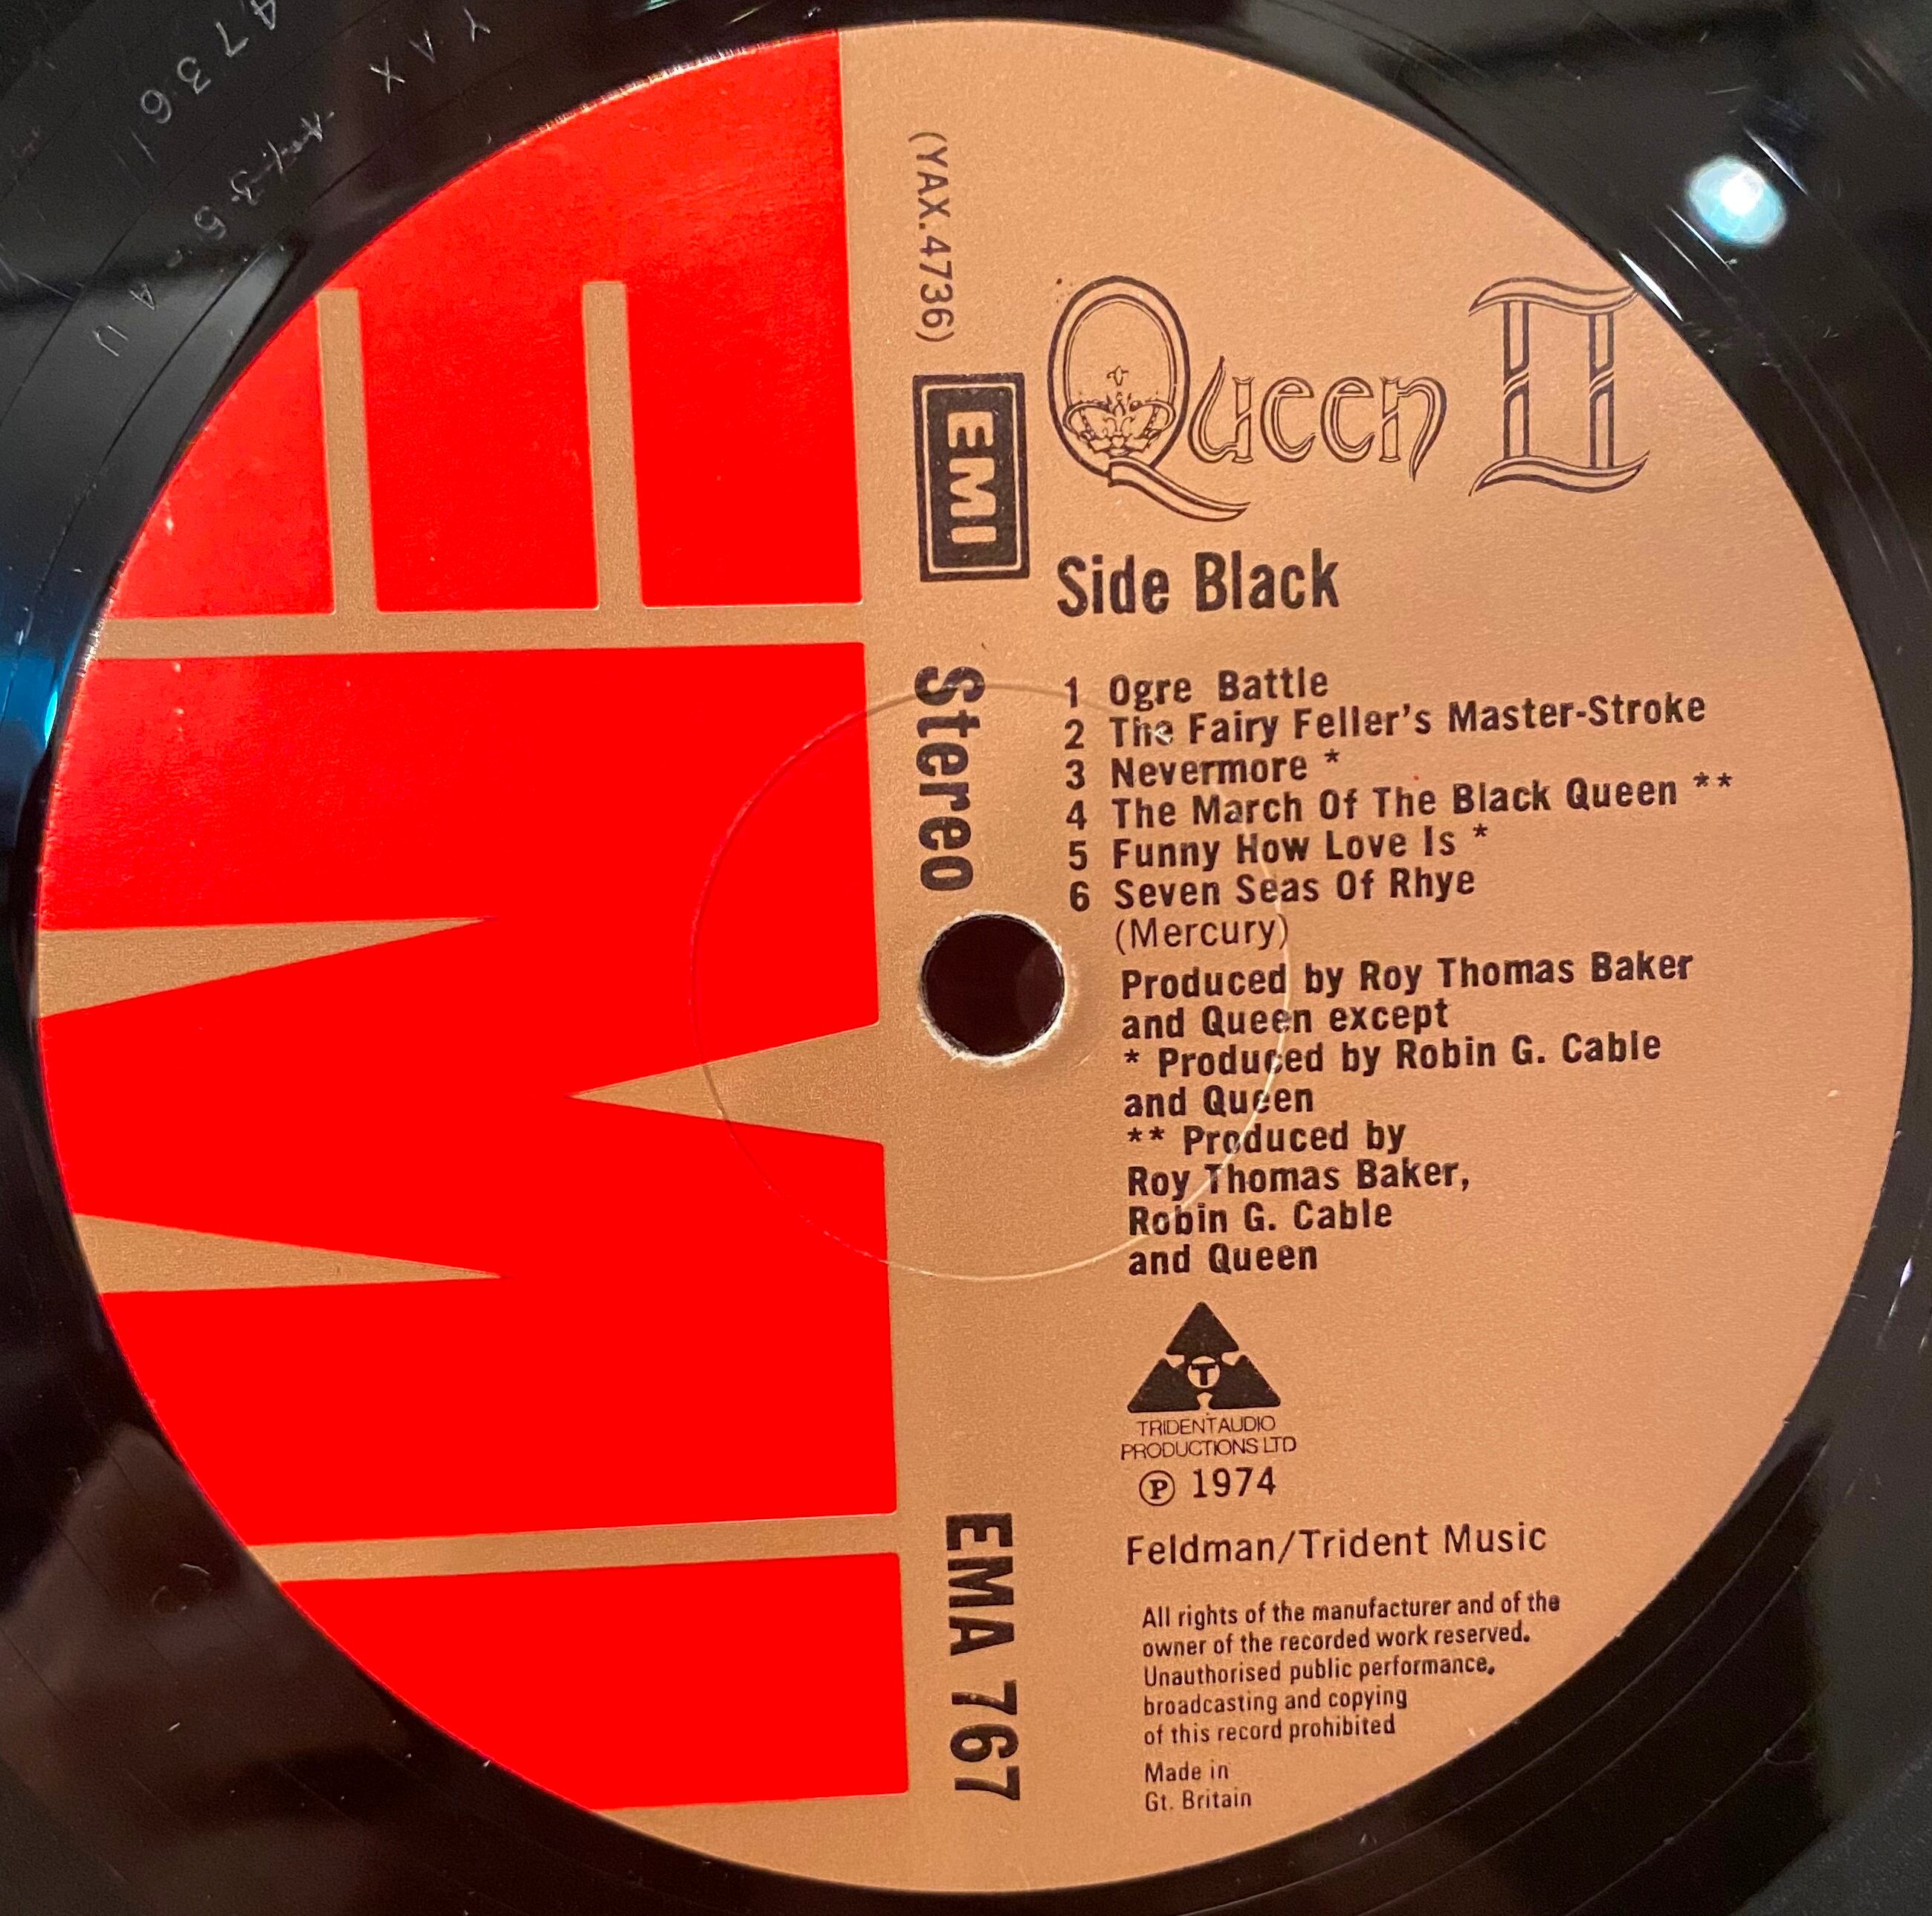 (YAX.4736)
EMI
Stereo
EMA 767
Queen II
Side Black
1 Ogre Battle
2 The Fairy Feller's Master-Stroke
3 Nevermore *
4 The March Of The Black Queen **
5 Funny How Love Is *
6 Seven Seas Of Rhye
(Mercury)
Produced by Roy Thomas Baker
and Queen except
* Produced by Robin G. Cable
and Queen
** Produced by
Roy Thomas Baker,
Robin G. Cable
and Queen
T
TRIDENT AUDIO
PRODUCTIONS LTD
℗ 1974
Feldman/Trident Music
All rights of the manufacturer and of the
owner of the recorded work reserved.
Unauthorised public performance,
broadcasting and copying
of this record prohibited
Made in
Gt. Britain
EMI
YAX
4736